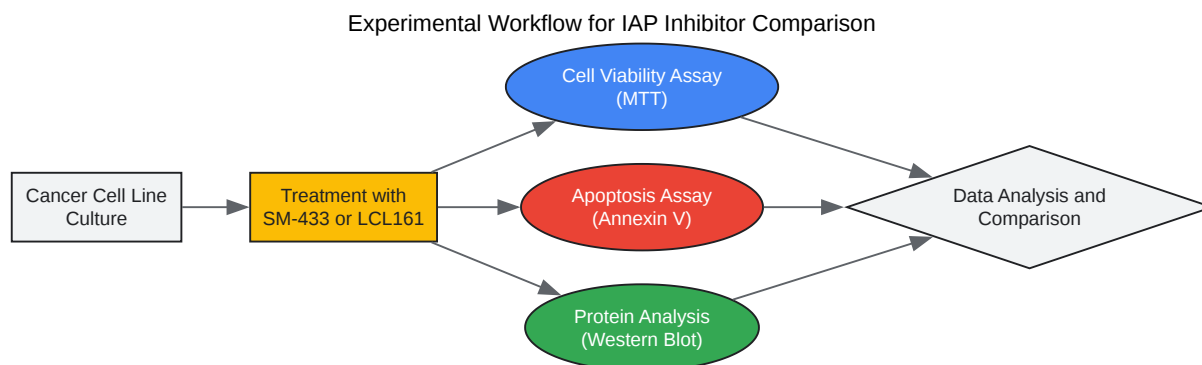 Experimental Workflow for IAP Inhibitor Comparison
Cancer Cell Line
Culture
Treatment with
SM-433 or LCL161
Cell Viability Assay
(MTT)
Apoptosis Assay
(Annexin V)
Protein Analysis
(Western Blot)
Data Analysis and
Comparison